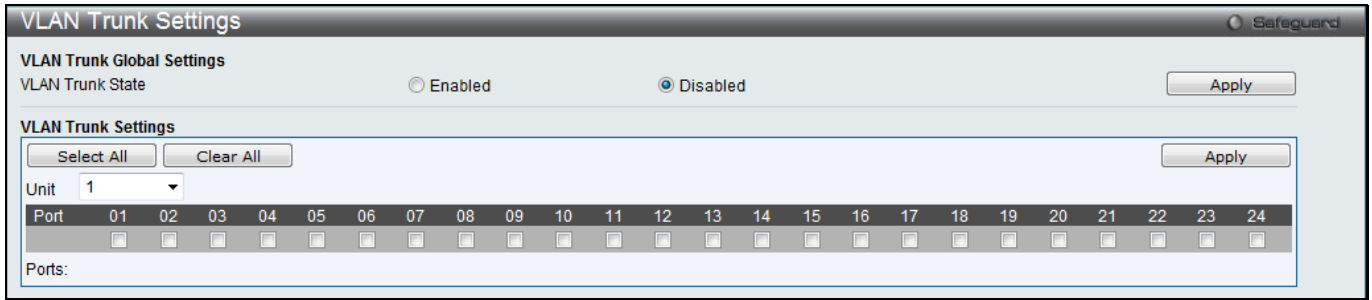 VLAN Trunk Settings Safeguard
VLAN Trunk Global Settings
VLAN Trunk State Enabled Disabled Apply
VLAN Trunk Settings
Select All Clear All Apply
Unit 1
Port 01 02 03 04 05 06 07 08 09 10 11 12 13 14 15 16 17 18 19 20 21 22 23 24
Ports: